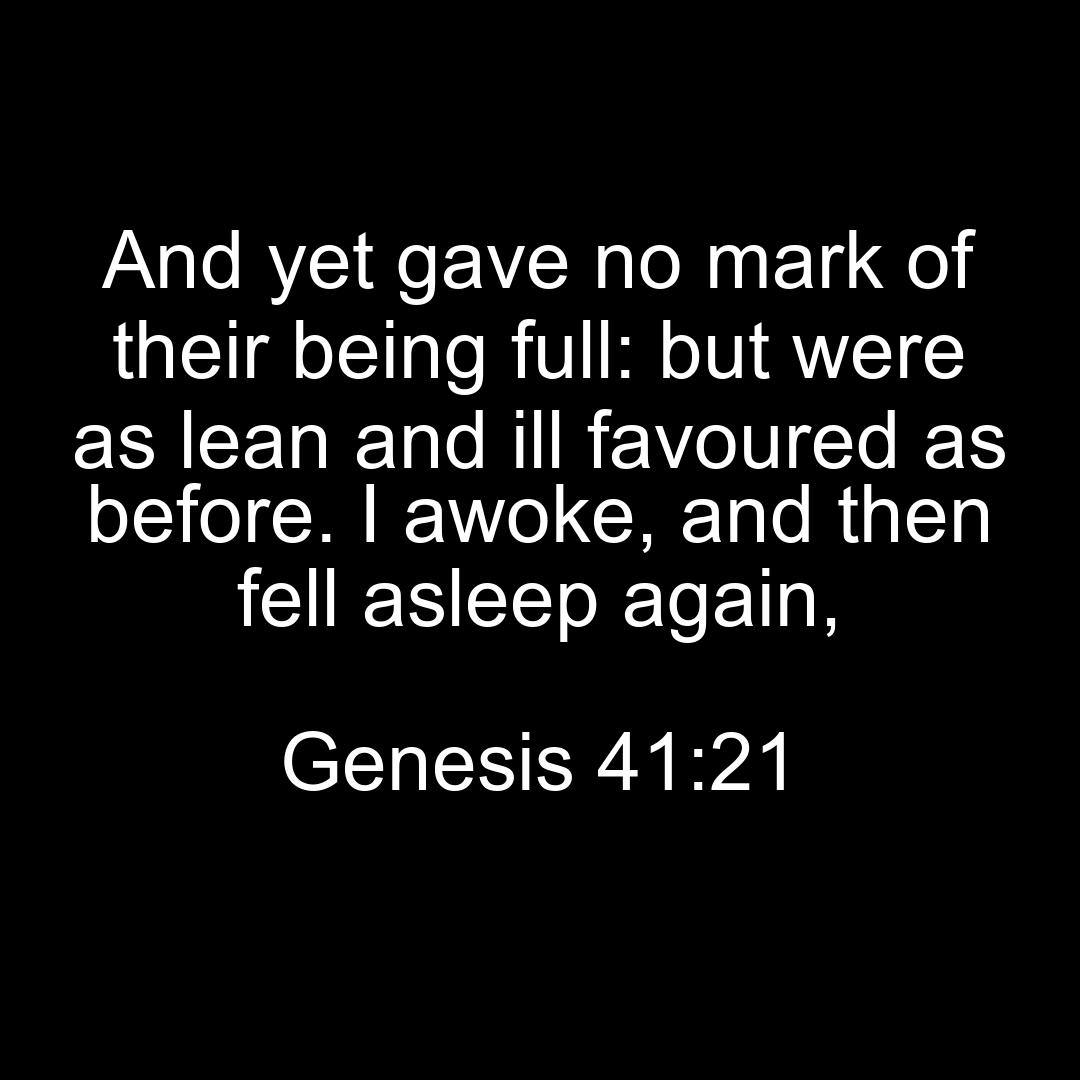 And yet gave no mark of
their being full: but were
as lean and ill favoured as
before. I awoke, and then
fell asleep again,
Genesis 41:21